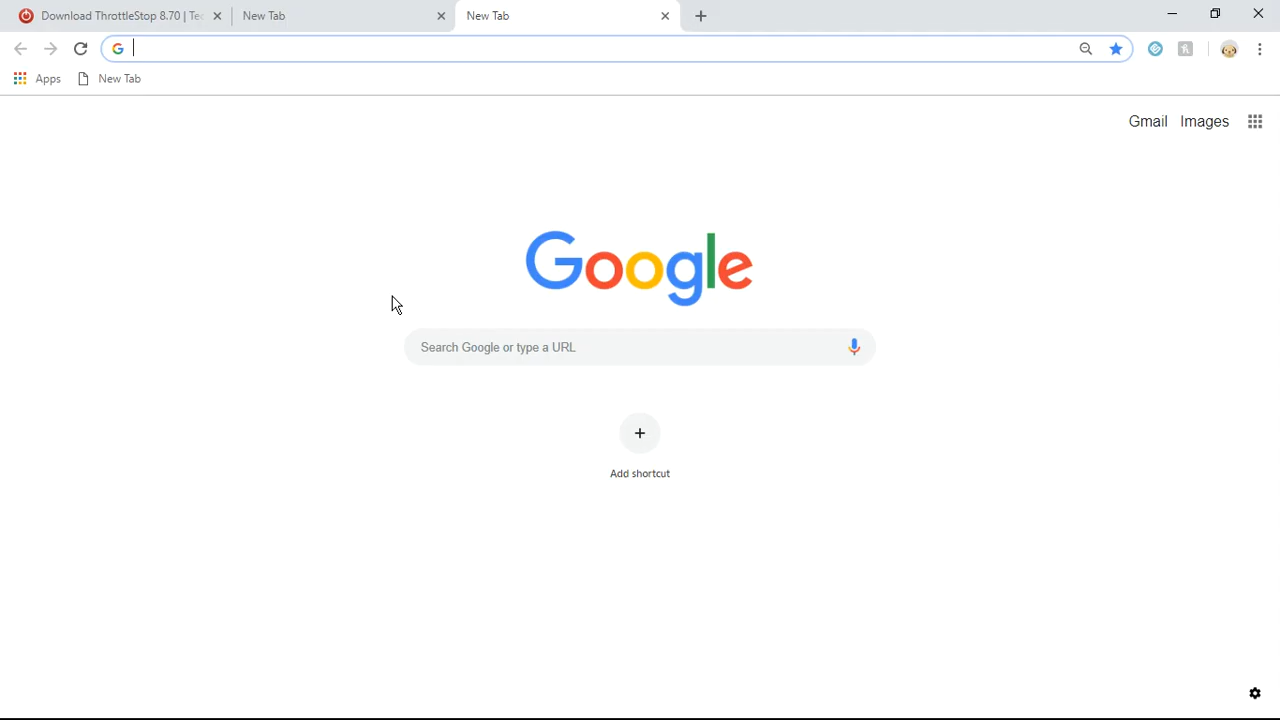 Download ThrottleStop 8.70 | Tec
New Tab
New Tab
Apps
New Tab
Gmail Images
Google
Search Google or type a URL
Add shortcut